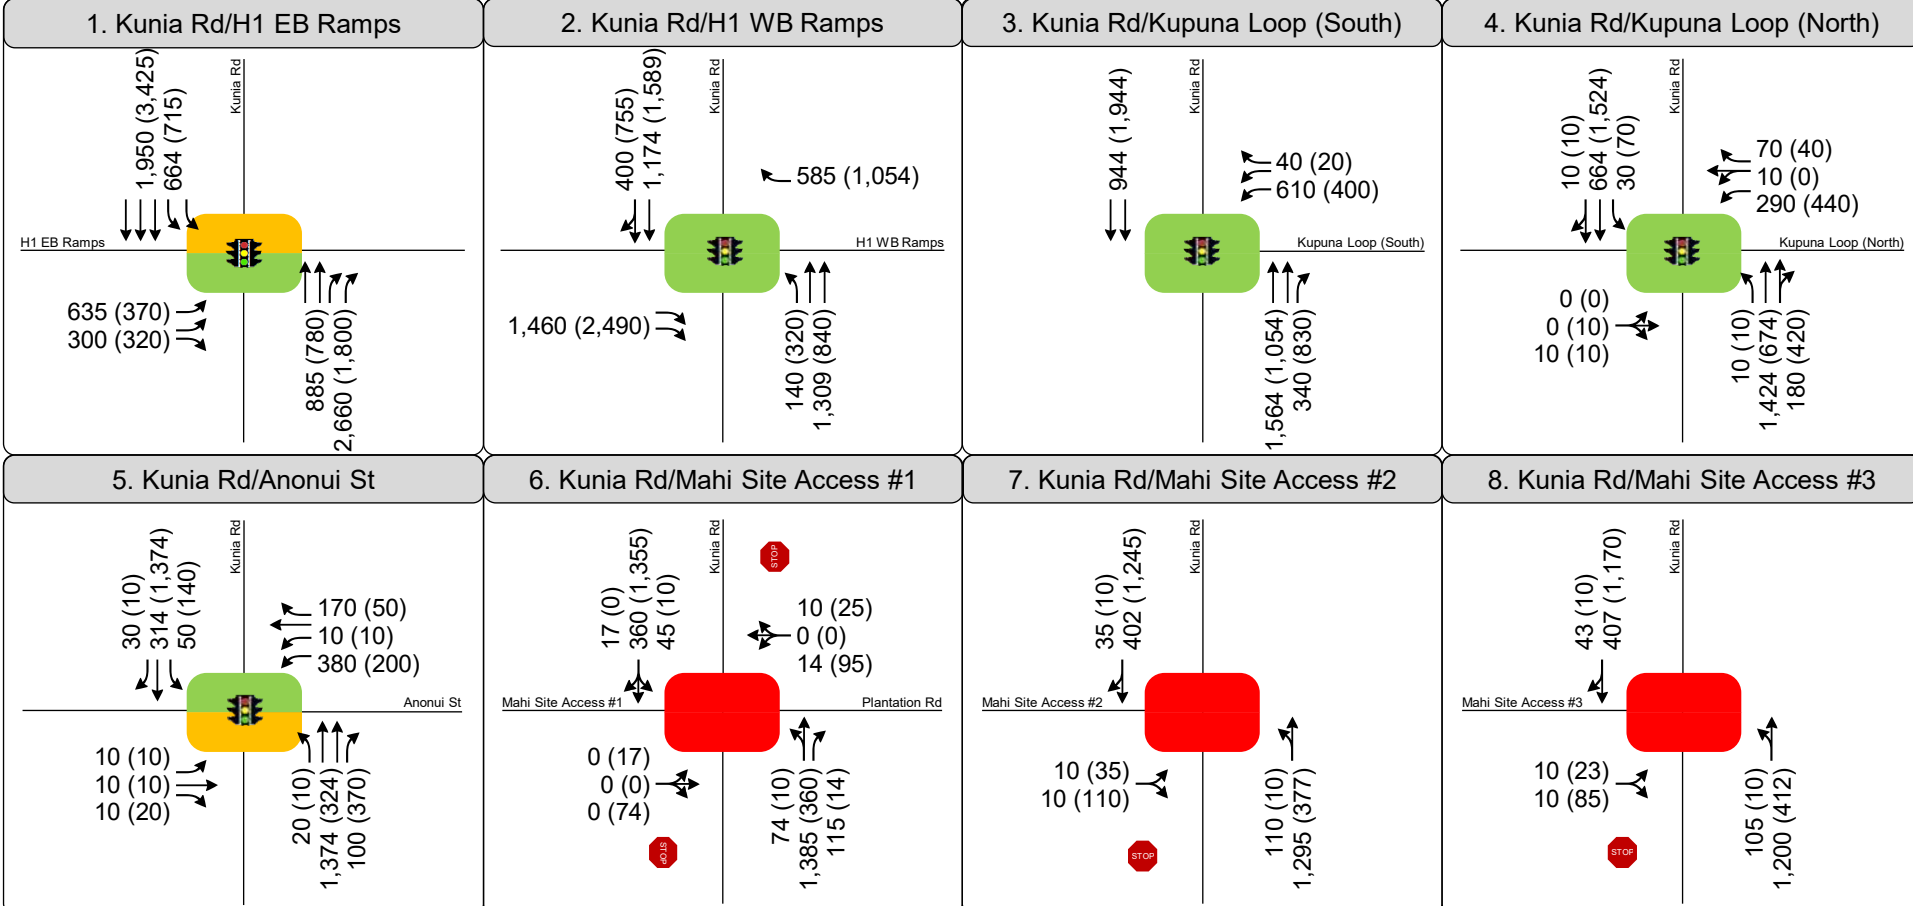 1. Kunia Rd/H1 EB Ramps
1,950 (3,425)
664 (715)
Kunia Rd
H1 EB Ramps
635 (370)
300 (320)
885 (780)
2,660 (1,800)
2. Kunia Rd/H1 WB Ramps
400 (755)
1,174 (1,589)
Kunia Rd
585 (1,054)
H1 WB Ramps
1,460 (2,490)
140 (320)
1,309 (840)
3. Kunia Rd/Kupuna Loop (South)
944 (1,944)
Kunia Rd
40 (20)
610 (400)
Kupuna Loop (South)
1,564 (1,054)
340 (830)
4. Kunia Rd/Kupuna Loop (North)
10 (10)
664 (1,524)
30 (70)
Kunia Rd
70 (40)
10 (0)
290 (440)
Kupuna Loop (North)
0 (0)
0 (10)
10 (10)
10 (10)
1,424 (674)
180 (420)
5. Kunia Rd/Anonui St
30 (10)
314 (1,374)
50 (140)
Kunia Rd
170 (50)
10 (10)
380 (200)
Anonui St
10 (10)
10 (10)
10 (20)
20 (10)
1,374 (324)
100 (370)
6. Kunia Rd/Mahi Site Access #1
17 (0)
360 (1,355)
45 (10)
Kunia Rd
STOP
10 (25)
0 (0)
14 (95)
Mahi Site Access #1
Plantation Rd
0 (17)
0 (0)
0 (74)
STOP
74 (10)
1,385 (360)
115 (14)
7. Kunia Rd/Mahi Site Access #2
35 (10)
402 (1,245)
Kunia Rd
Mahi Site Access #2
10 (35)
10 (110)
STOP
110 (10)
1,295 (377)
8. Kunia Rd/Mahi Site Access #3
43 (10)
407 (1,170)
Kunia Rd
Mahi Site Access #3
10 (23)
10 (85)
STOP
105 (10)
1,200 (412)